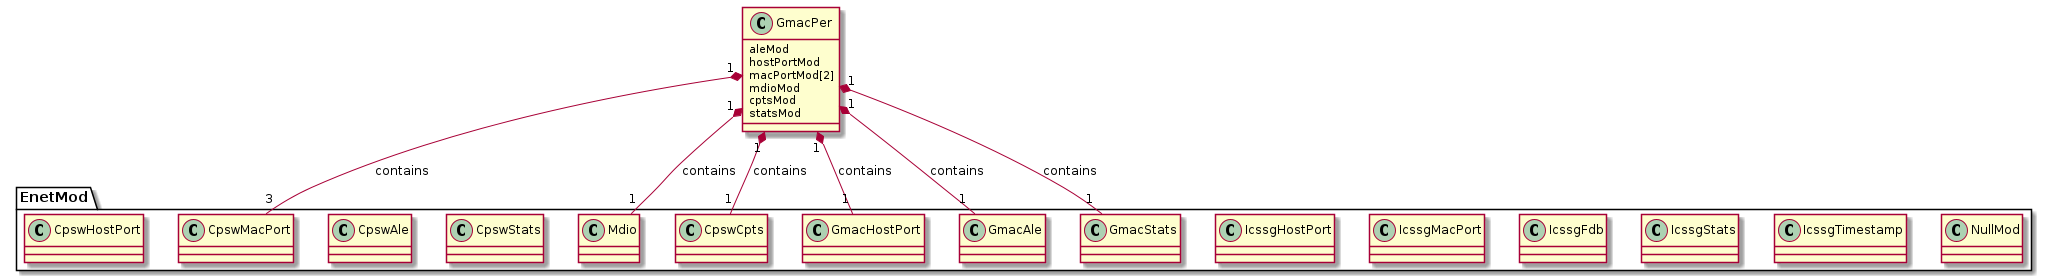 C GmacPer
aleMod
hostPortMod
macPortMod[2]
mdioMod
cptsMod
statsMod
1 1
1 1
1 1
contains contains contains contains contains contains
3 1 1 1 1 1
EnetMod
C CpswHostPort C CpswMacPort C CpswAle C CpswStats C Mdio C CpswCpts C GmacHostPort C GmacAle C GmacStats C IcssgHostPort C IcssgMacPort C IcssgFdb C IcssgStats C IcssgTimestamp C NullMod